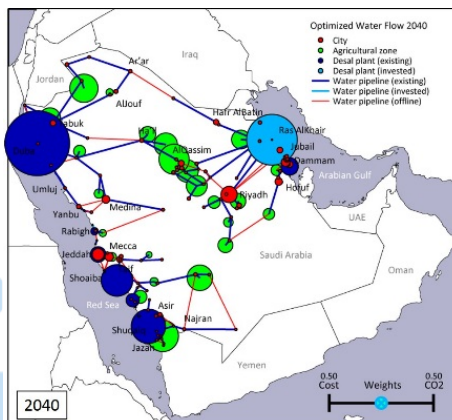 Optimized Water Flow 2040
City
Agricultural zone
Desal plant (existing)
Desal plant (invested)
Water pipeline (existing)
Water pipeline (invested)
Water pipeline (offline)
Iraq
Jordan
Ar'ar
AlJouf
Tabuk
Hafr AlBatin
Ras AlKhair
Hail
AlQassim
Jubail
Dammam
Duba
Hofuf
Arabian Gulf
Umluj
Riyadh
Yanbu
Medina
UAE
Rabigh
Jeddah
Mecca
Saudi Arabia
Oman
Shoaiba
Taif
Red Sea
Asir
Najran
Shuqaiq
Jazan
Yemen
2040
0.50
0.50
Cost
Weights
CO2